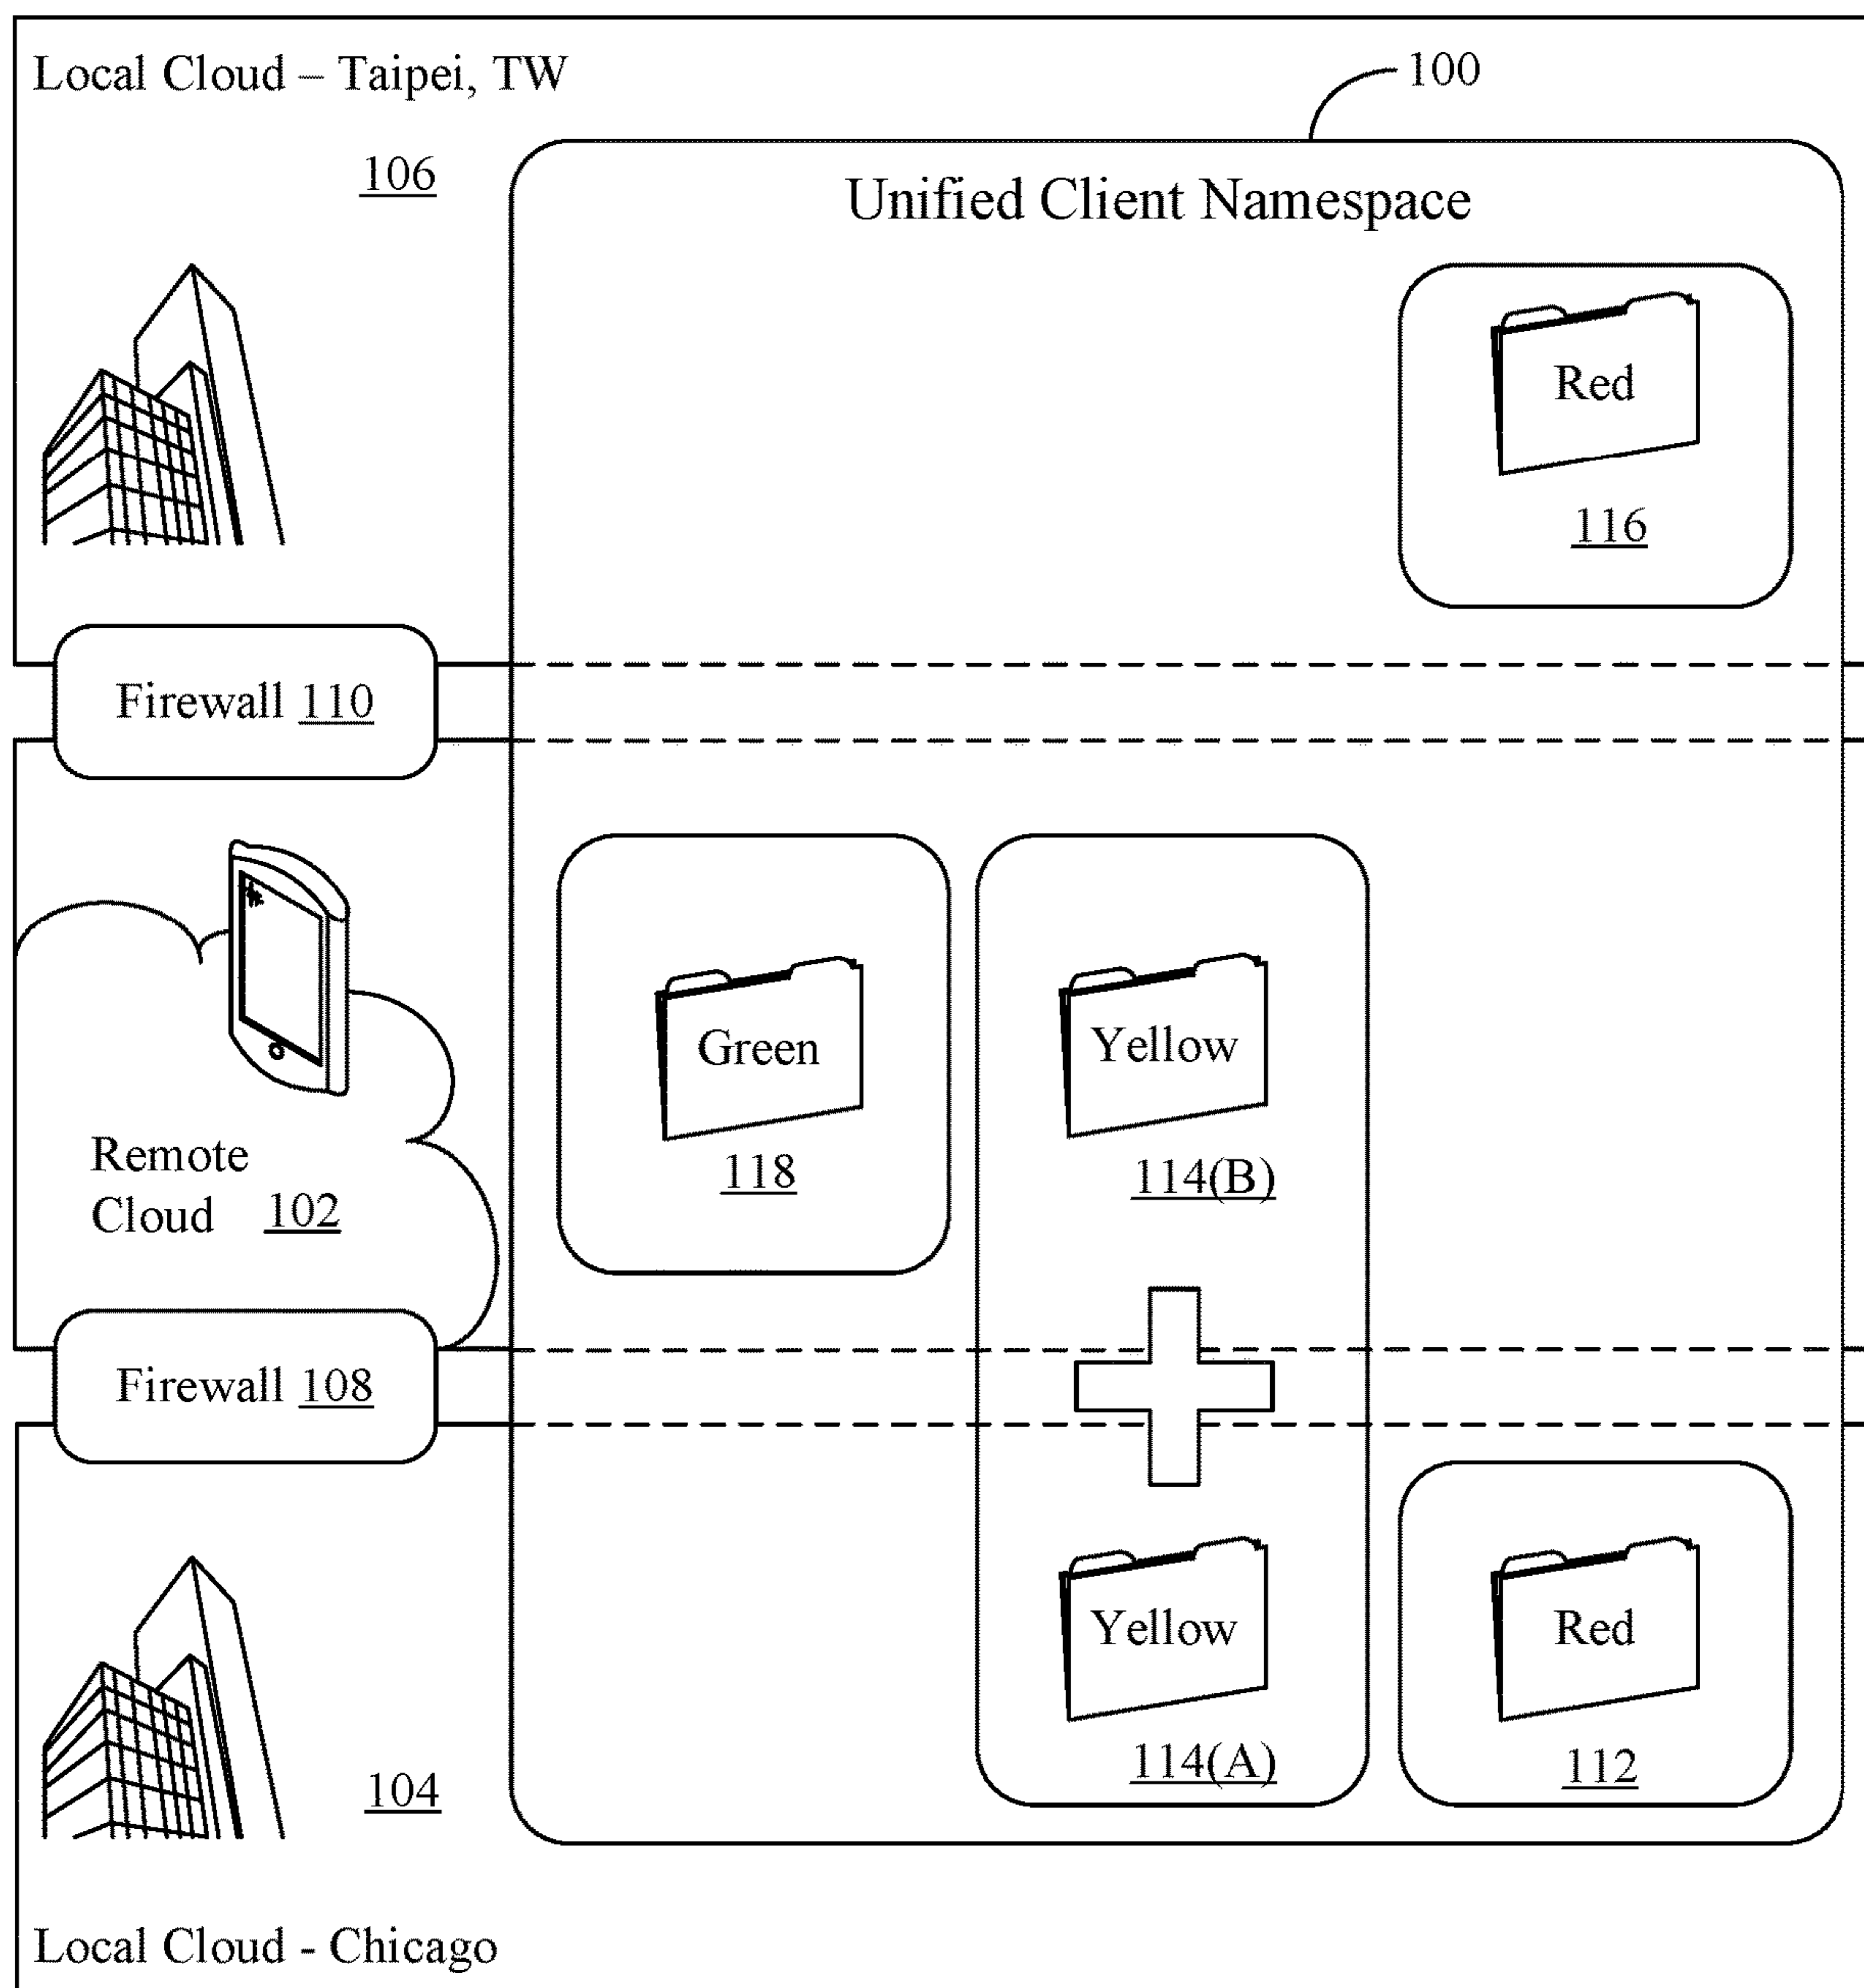 Local Cloud – Taipei, TW
100
106
Unified Client Namespace
Red
116
Firewall 110
Green
118
Yellow
114(B)
Remote
Cloud 102
Firewall 108
Yellow
114(A)
Red
112
104
Local Cloud - Chicago